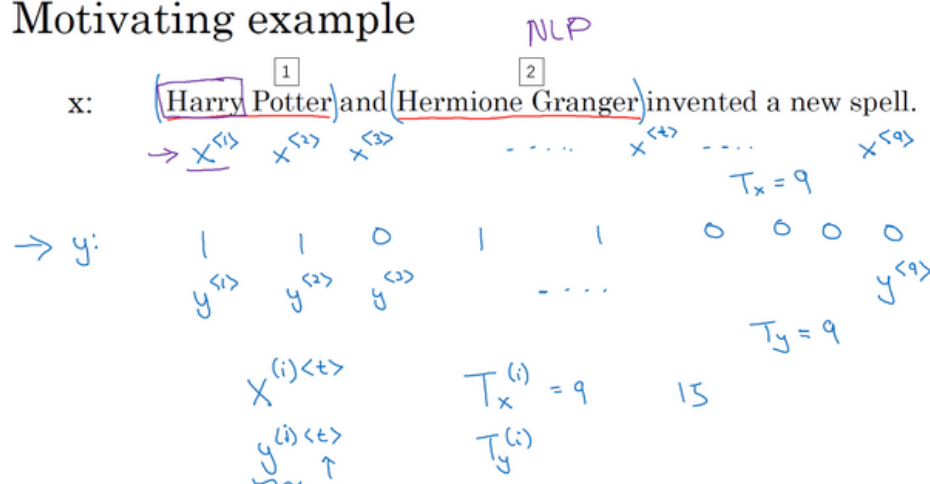 Motivating example
NLP
1 2
x: Harry Potter and Hermione Granger invented a new spell.
→ x<1> x<2> x<3> ..... x<t> .... x<9>
Tx = 9
→ y: 1 1 0 1 1 0 0 0 0
y<1> y<2> y<3> .... y<9>
Ty = 9
X(i)<t> Tx(i) = 9 15
y(i)<t> Ty(i)
↑